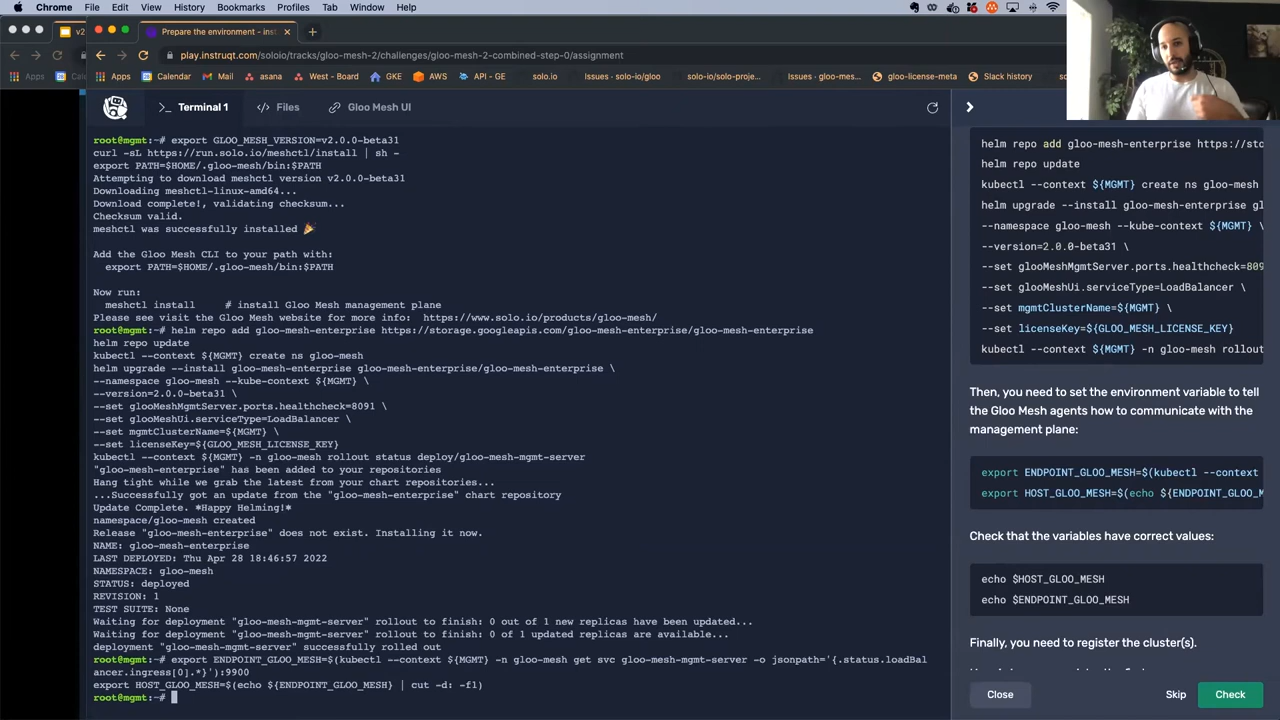 Chrome File Edit View History Bookmarks Profiles Tab Window Help
v2
Prepare the environment - inst
play.instruqt.com/soloio/tracks/gloo-mesh-2/challenges/gloo-mesh-2-combined-step-0/assignment
Apps
Apps Calendar Mail asana West - Board GKE AWS API - GE solo.io Issues · solo-io/gloo solo-io/solo-proje... Issues · gloo-mes... gloo-license-meta Slack history
Terminal 1 Files Gloo Mesh UI
root@mgmt:~# export GLOO_MESH_VERSION=v2.0.0-beta31
curl -sL https://run.solo.io/meshctl/install | sh -
export PATH=$HOME/.gloo-mesh/bin:$PATH
Attempting to download meshctl version v2.0.0-beta31
Downloading meshctl-linux-amd64...
Download complete!, validating checksum...
Checksum valid.
meshctl was successfully installed 🎉
Add the Gloo Mesh CLI to your path with:
export PATH=$HOME/.gloo-mesh/bin:$PATH
Now run:
meshctl install # install Gloo Mesh management plane
Please see visit the Gloo Mesh website for more info: https://www.solo.io/products/gloo-mesh/
root@mgmt:~# helm repo add gloo-mesh-enterprise https://storage.googleapis.com/gloo-mesh-enterprise/gloo-mesh-enterprise
helm repo update
kubectl --context ${MGMT} create ns gloo-mesh
helm upgrade --install gloo-mesh-enterprise gloo-mesh-enterprise/gloo-mesh-enterprise \
--namespace gloo-mesh --kube-context ${MGMT} \
--version=2.0.0-beta31 \
--set glooMeshMgmtServer.ports.healthcheck=8091 \
--set glooMeshUi.serviceType=LoadBalancer \
--set mgmtClusterName=${MGMT} \
--set licenseKey=${GLOO_MESH_LICENSE_KEY}
kubectl --context ${MGMT} -n gloo-mesh rollout status deploy/gloo-mesh-mgmt-server
"gloo-mesh-enterprise" has been added to your repositories
Hang tight while we grab the latest from your chart repositories...
...Successfully got an update from the "gloo-mesh-enterprise" chart repository
Update Complete. *Happy Helming!*
namespace/gloo-mesh created
Release "gloo-mesh-enterprise" does not exist. Installing it now.
NAME: gloo-mesh-enterprise
LAST DEPLOYED: Thu Apr 28 18:46:57 2022
NAMESPACE: gloo-mesh
STATUS: deployed
REVISION: 1
TEST SUITE: None
Waiting for deployment "gloo-mesh-mgmt-server" rollout to finish: 0 out of 1 new replicas have been updated...
Waiting for deployment "gloo-mesh-mgmt-server" rollout to finish: 0 of 1 updated replicas are available...
deployment "gloo-mesh-mgmt-server" successfully rolled out
root@mgmt:~# export ENDPOINT_GLOO_MESH=$(kubectl --context ${MGMT} -n gloo-mesh get svc gloo-mesh-mgmt-server -o jsonpath='{.status.loadBal
ancer.ingress[0].*}'):9900
export HOST_GLOO_MESH=$(echo ${ENDPOINT_GLOO_MESH} | cut -d: -f1)
root@mgmt:~#
helm repo add gloo-mesh-enterprise https://sto
helm repo update
kubectl --context ${MGMT} create ns gloo-mesh
helm upgrade --install gloo-mesh-enterprise gl
--namespace gloo-mesh --kube-context ${MGMT} \
--version=2.0.0-beta31 \
--set glooMeshMgmtServer.ports.healthcheck=809
--set glooMeshUi.serviceType=LoadBalancer \
--set mgmtClusterName=${MGMT} \
--set licenseKey=${GLOO_MESH_LICENSE_KEY}
kubectl --context ${MGMT} -n gloo-mesh rollout
Then, you need to set the environment variable to tell
the Gloo Mesh agents how to communicate with the
management plane:
export ENDPOINT_GLOO_MESH=$(kubectl --context
export HOST_GLOO_MESH=$(echo ${ENDPOINT_GLOO_M
Check that the variables have correct values:
echo $HOST_GLOO_MESH
echo $ENDPOINT_GLOO_MESH
Finally, you need to register the cluster(s).
Close Skip Check